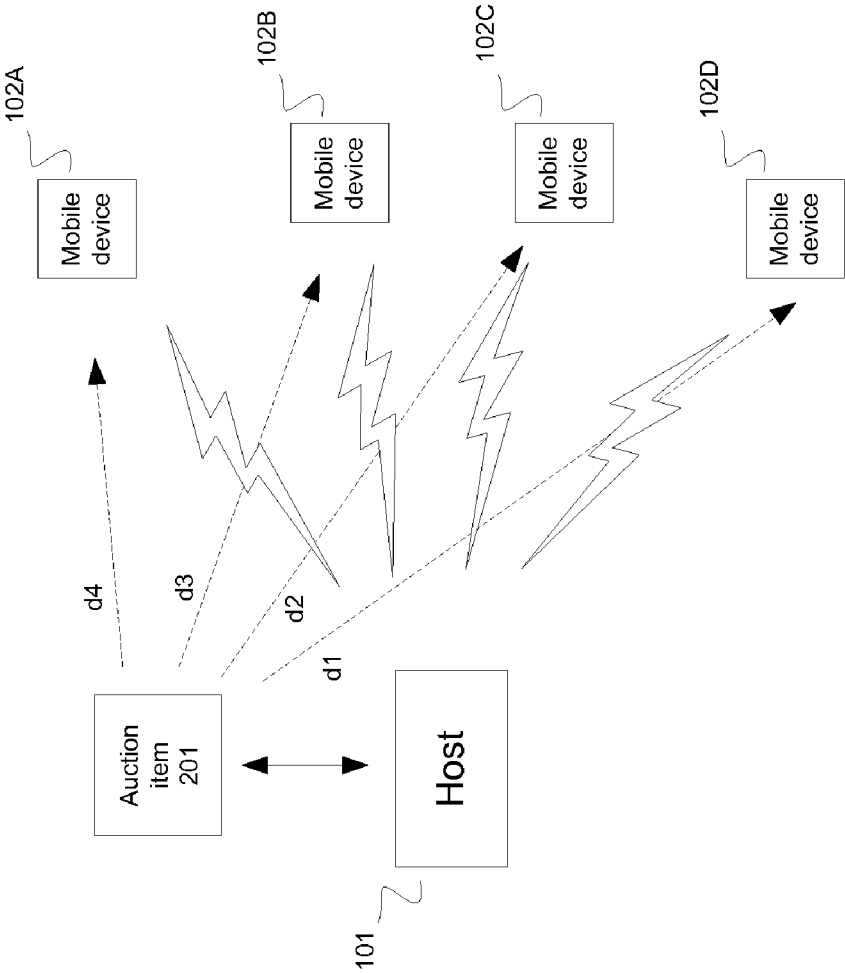 102A
102B
102C
102D
Mobile
device
Mobile
device
Mobile
device
Mobile
device
d4
d3
d2
d1
Auction
item
201
Host
101